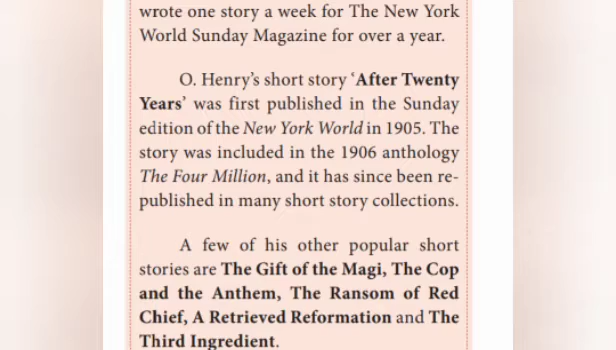 wrote one story a week for The New York
World Sunday Magazine for over a year.
O. Henry’s short story ‘After Twenty
Years’ was first published in the Sunday
edition of the New York World in 1905. The
story was included in the 1906 anthology
The Four Million, and it has since been re-
published in many short story collections.
A few of his other popular short
stories are The Gift of the Magi, The Cop
and the Anthem, The Ransom of Red
Chief, A Retrieved Reformation and The
Third Ingredient.